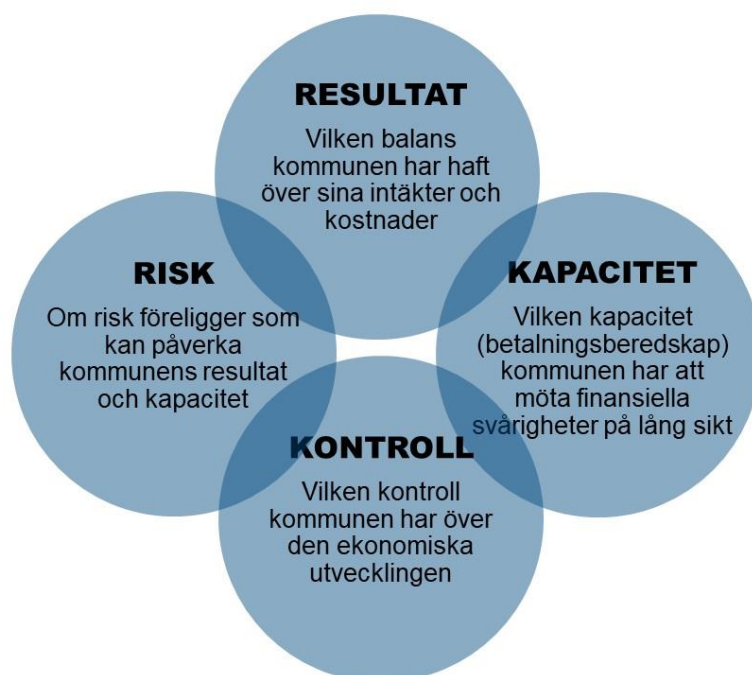 RESULTAT
Vilken balans
kommunen har haft
över sina intäkter och
kostnader
RISK
Om risk föreligger som
kan påverka
kommunens resultat
och kapacitet
KAPACITET
Vilken kapacitet
(betalningsberedskap)
kommunen har att
möta finansiella
svårigheter på lång sikt
KONTROLL
Vilken kontroll
kommunen har över
den ekonomiska
utvecklingen